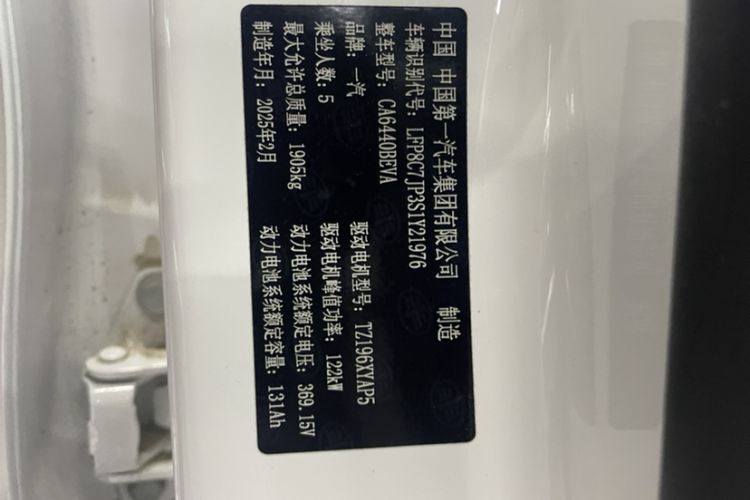 中国 中国第一汽车集团有限公司 制造
车辆识别代号: LFP8C7JP3S1Y21976
整车型号: CA6440BEVA
品牌: 一汽 驱动电机型号: TZ196XYAP5
乘坐人数: 5 驱动电机峰值功率: 122kW
最大允许总质量: 1905kg 动力电池系统额定电压: 369.15V
制造年月: 2025年2月 动力电池系统额定容量: 131Ah